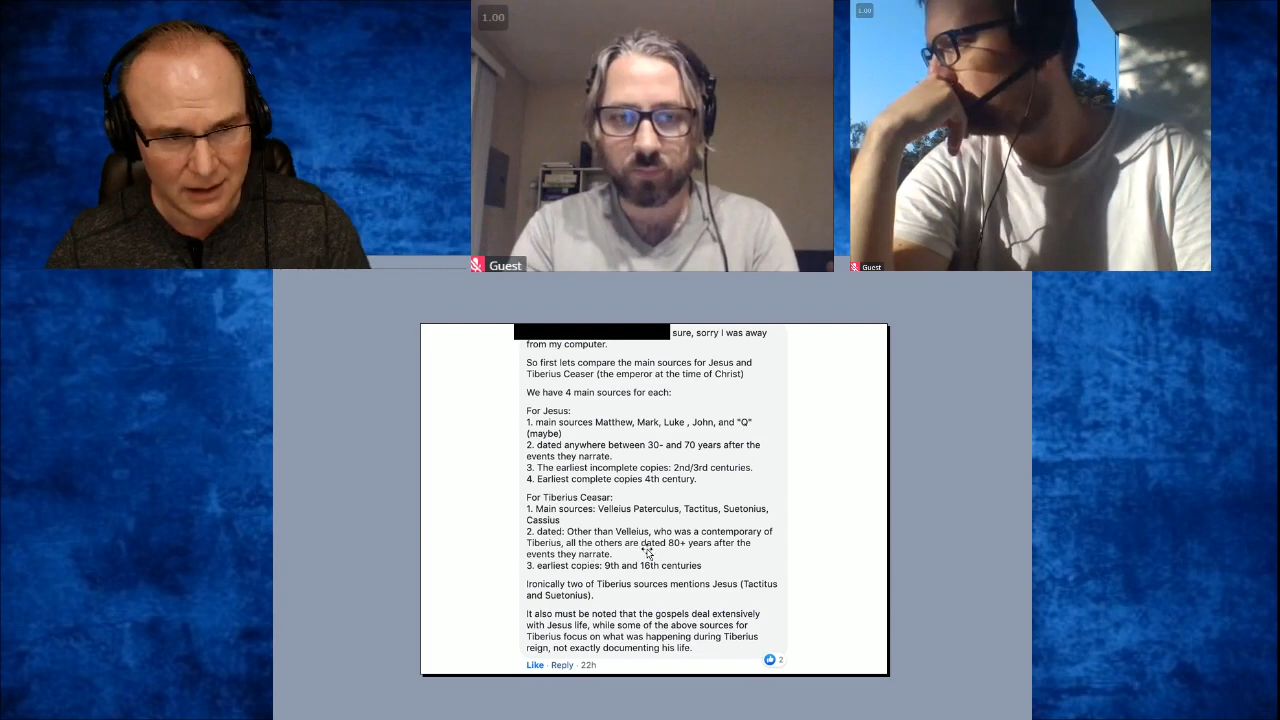 1.00
1.00
Guest
Guest
sure, sorry I was away
from my computer.
So first lets compare the main sources for Jesus and
Tiberius Ceaser (the emperor at the time of Christ)
We have 4 main sources for each:
For Jesus:
1. main sources Matthew, Mark, Luke , John, and "Q"
(maybe)
2. dated anywhere between 30- and 70 years after the
events they narrate.
3. The earliest incomplete copies: 2nd/3rd centuries.
4. Earliest complete copies 4th century.
For Tiberius Ceasar:
1. Main sources: Velleius Paterculus, Tactitus, Suetonius,
Cassius
2. dated: Other than Velleius, who was a contemporary of
Tiberius, all the others are dated 80+ years after the
events they narrate.
3. earliest copies: 9th and 16th centuries
Ironically two of Tiberius sources mentions Jesus (Tactitus
and Suetonius).
It also must be noted that the gospels deal extensively
with Jesus life, while some of the above sources for
Tiberius focus on what was happening during Tiberius
reign, not exactly documenting his life.
Like · Reply · 22h
2